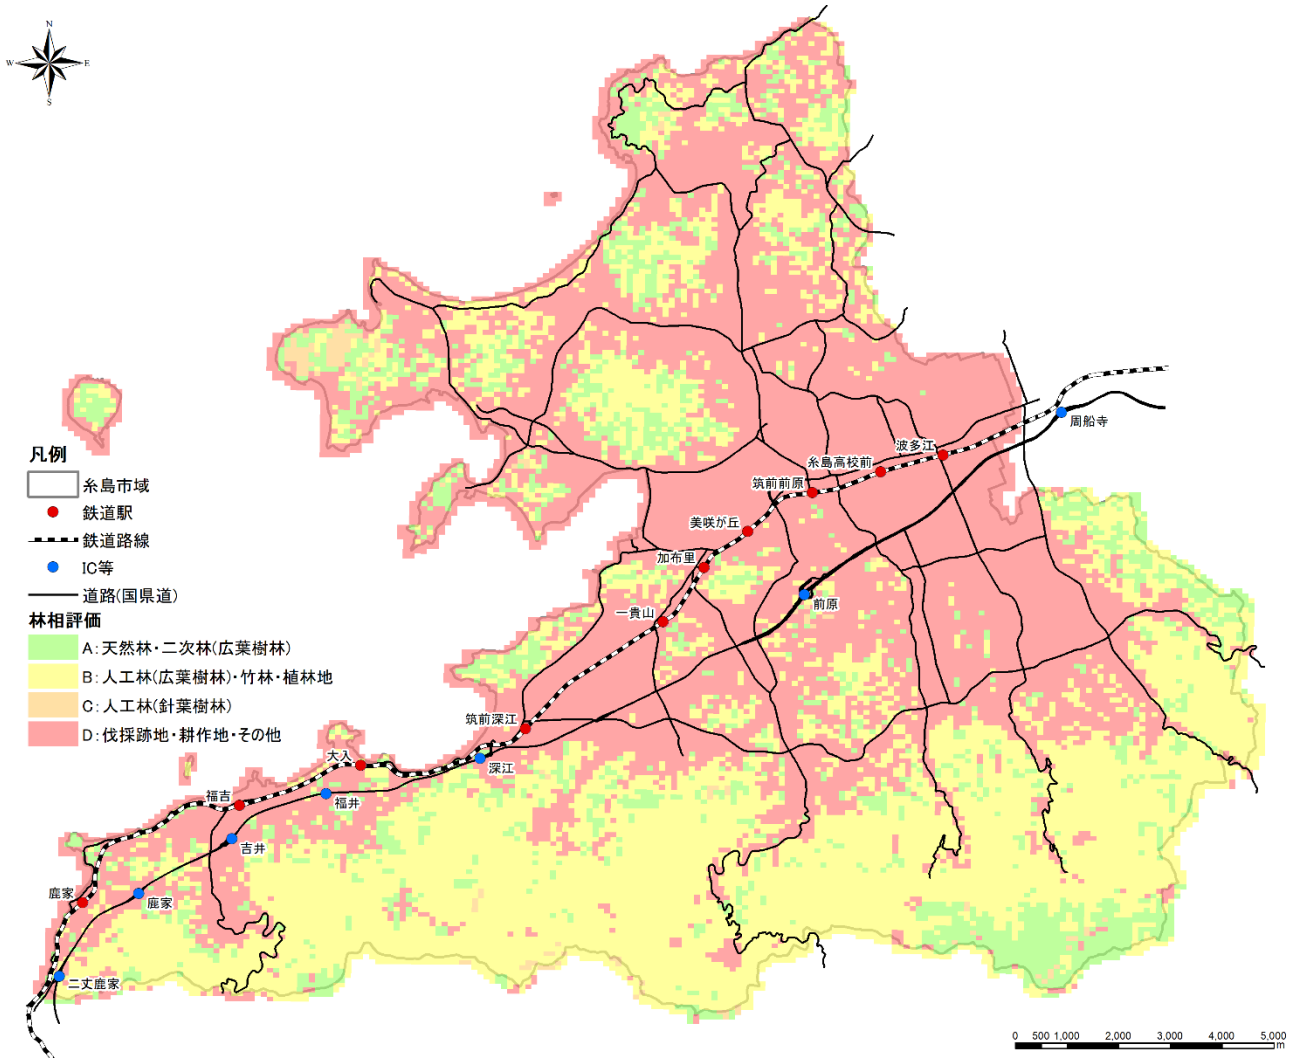 N
W
E
S
周船寺
波多江
糸島高校前
筑前前原
美咲が丘
加布里
前原
一貴山
筑前深江
深江
大入
福井
福吉
吉井
鹿家
鹿家
二丈鹿家
凡例
糸島市域
鉄道駅
鉄道路線
IC等
道路(国県道)
林相評価
A:天然林・二次林(広葉樹林)
B:人工林(広葉樹林)・竹林・植林地
C:人工林(針葉樹林)
D:伐採跡地・耕作地・その他
0 500 1,000 2,000 3,000 4,000 5,000
m